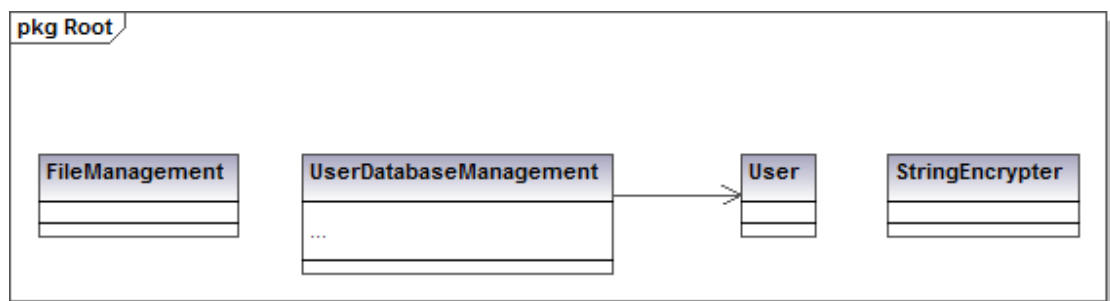 pkg Root
FileManagement
UserDatabaseManagement
...
User
StringEncrypter